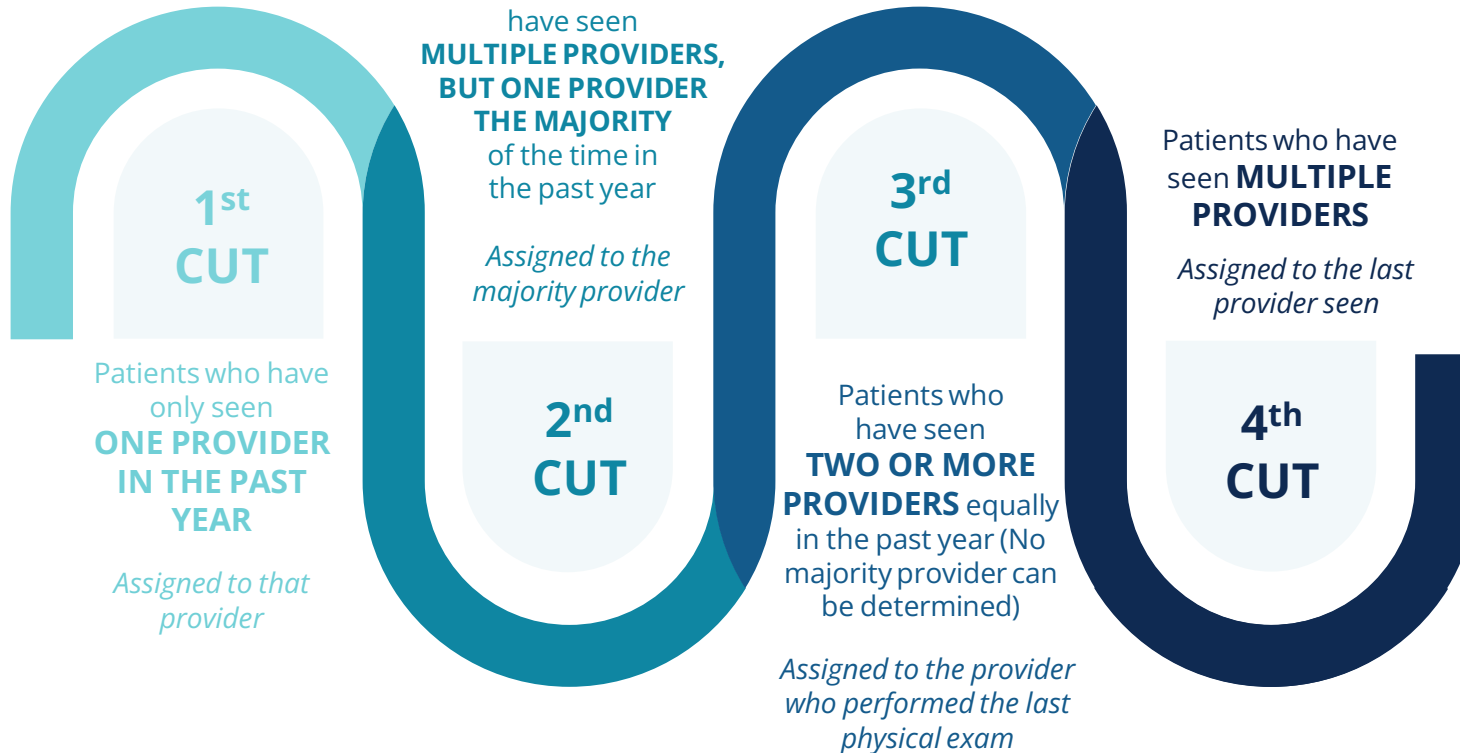 1st
CUT
Patients who have
only seen
ONE PROVIDER
IN THE PAST
YEAR
Assigned to that
provider
have seen
MULTIPLE PROVIDERS,
BUT ONE PROVIDER
THE MAJORITY
of the time in
the past year
Assigned to the
majority provider
2nd
CUT
3rd
CUT
Patients who
have seen
TWO OR MORE
PROVIDERS equally
in the past year (No
majority provider can
be determined)
Assigned to the provider
who performed the last
physical exam
Patients who have
seen MULTIPLE
PROVIDERS
Assigned to the last
provider seen
4th
CUT